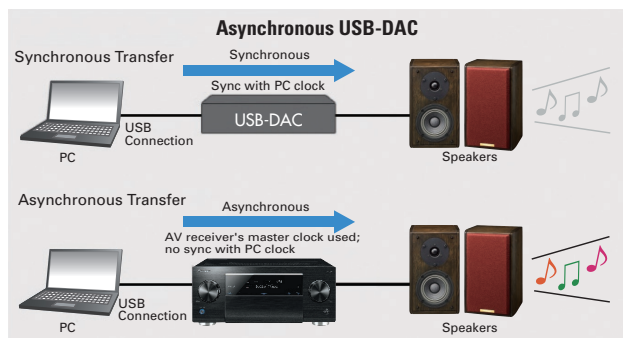 Asynchronous USB-DAC
Synchronous Transfer
Synchronous
Sync with PC clock
USB-DAC
USB
Connection
PC
Speakers
Asynchronous Transfer
Asynchronous
AV receiver's master clock used;
no sync with PC clock
USB
Connection
PC
Speakers